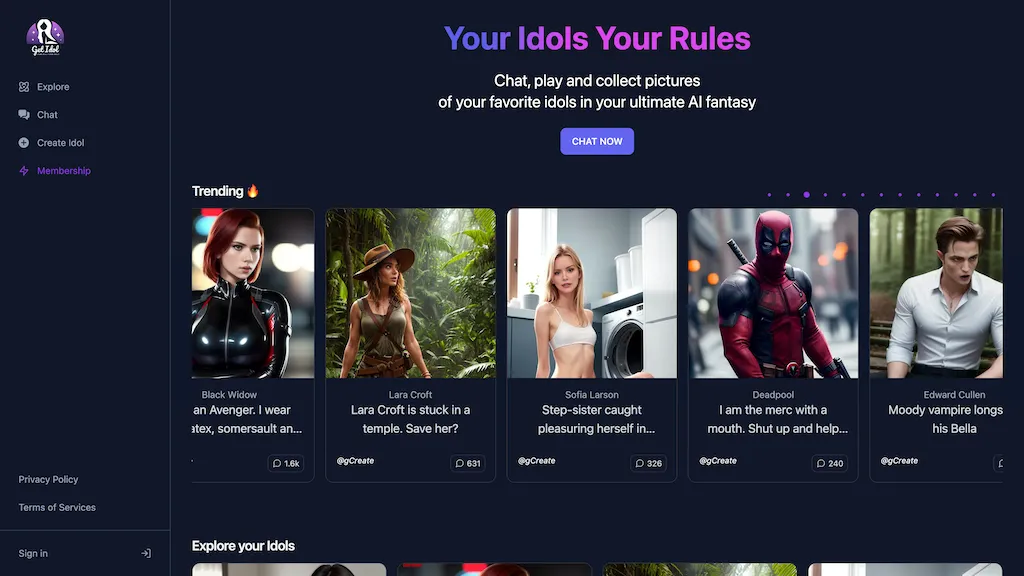 Get Idol
Explore
Chat
Create Idol
Membership
Privacy Policy
Terms of Services
Sign in
Your Idols Your Rules
Chat, play and collect pictures
of your favorite idols in your ultimate AI fantasy
CHAT NOW
Trending 🔥
Black Widow
an Avenger. I wear
atex, somersault an...
1.6k
Lara Croft
Lara Croft is stuck in a
temple. Save her?
@gCreate
631
Sofia Larson
Step-sister caught
pleasuring herself in...
@gCreate
326
Deadpool
I am the merc with a
mouth. Shut up and help...
@gCreate
240
Edward Cullen
Moody vampire longs
his Bella
@gCreate
Explore your Idols